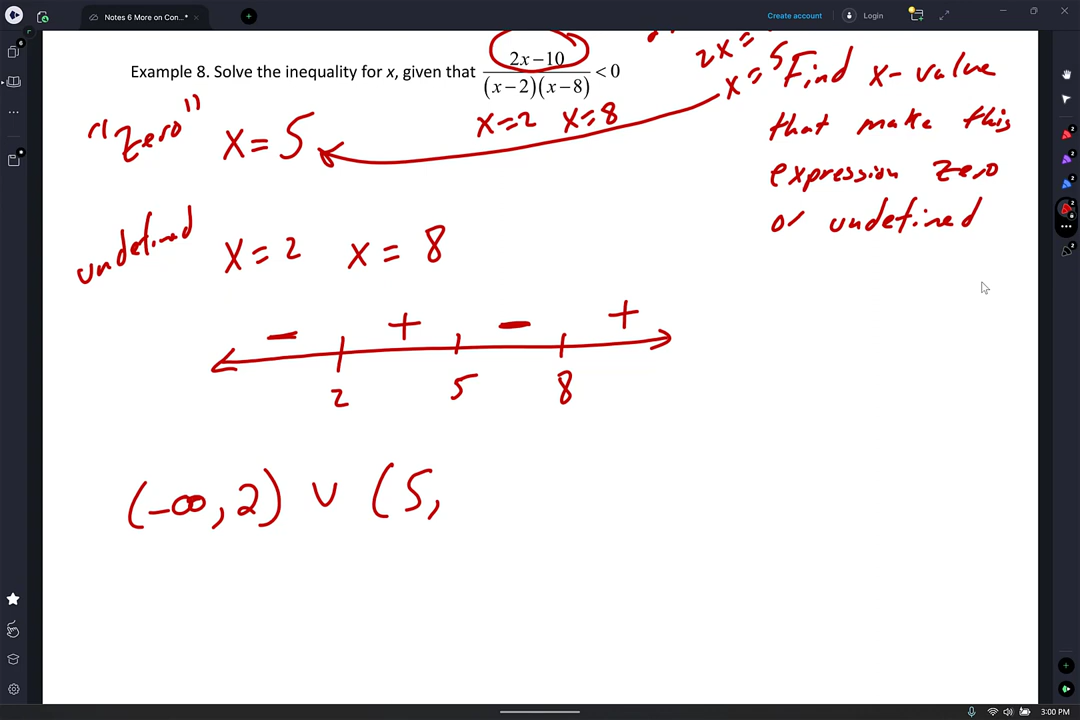 Notes 6 More on Con...*
Create account
Login
Example 8. Solve the inequality for x, given that (2x−10)/((x−2)(x−8)) < 0
2x=
x=5
x=2 x=8
Find x-value
that make this
expression zero
or undefined
"Zero" x=5
undefined x=2 x=8
− + − +
2 5 8
(-∞,2) ∪ (5,
3:00 PM